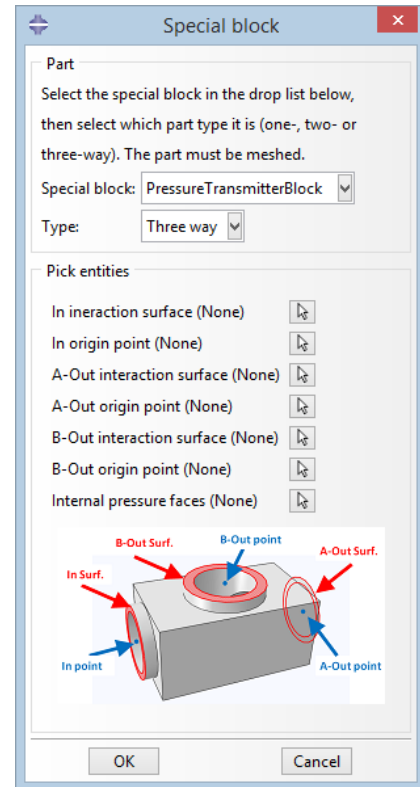 Special block
Part
Select the special block in the drop list below,
then select which part type it is (one-, two- or
three-way). The part must be meshed.
Special block: PressureTransmitterBlock
Type: Three way
Pick entities
In ineraction surface (None)
In origin point (None)
A-Out interaction surface (None)
A-Out origin point (None)
B-Out interaction surface (None)
B-Out origin point (None)
Internal pressure faces (None)
B-Out Surf. B-Out point
A-Out Surf.
In Surf.
In point
A-Out point
OK Cancel